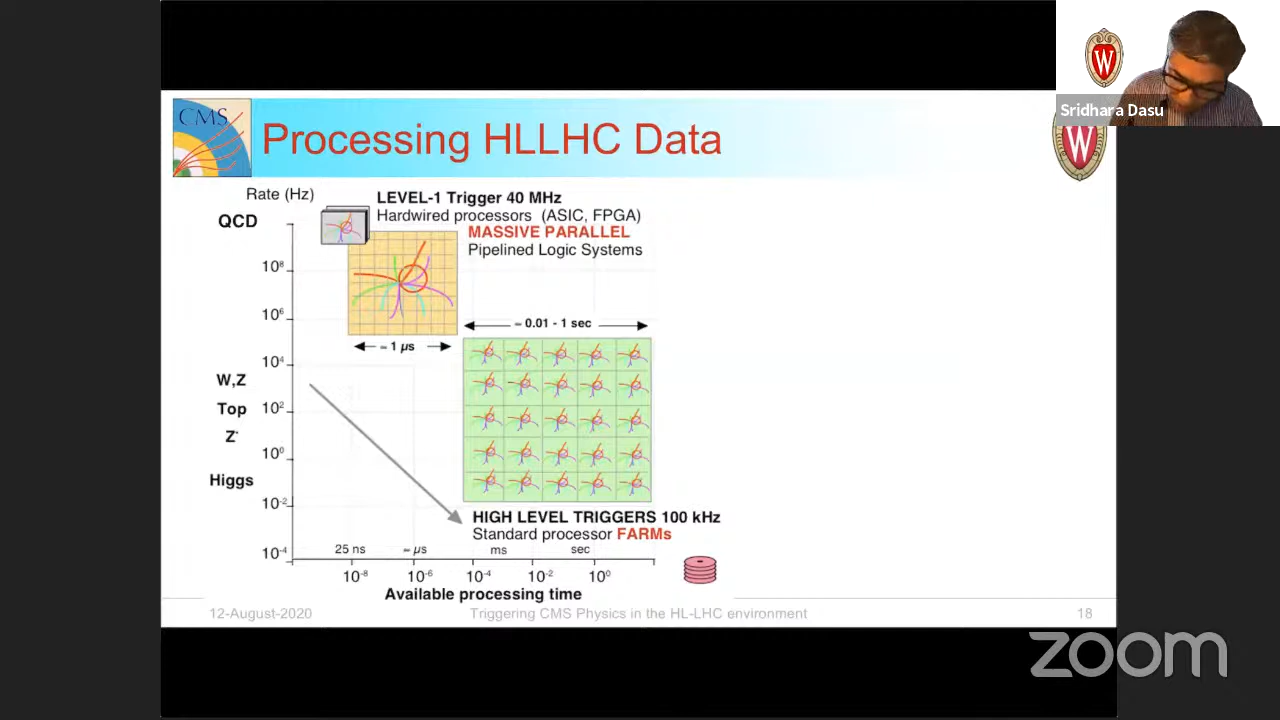 W
Sridhara Dasu
W
CMS
Processing HLLHC Data
Rate (Hz)
LEVEL-1 Trigger 40 MHz
QCD
Hardwired processors (ASIC, FPGA)
MASSIVE PARALLEL
Pipelined Logic Systems
10⁸
10⁶
≈ 0.01 - 1 sec
≈ 1 µs
10⁴
W,Z
Top
10²
Z*
10⁰
Higgs
10⁻²
HIGH LEVEL TRIGGERS 100 kHz
Standard processor FARMs
10⁻⁴
25 ns
≈ µs
ms
sec
10⁻⁸
10⁻⁶
10⁻⁴
10⁻²
10⁰
Available processing time
12-August-2020
Triggering CMS Physics in the HL-LHC environment
18
zoom